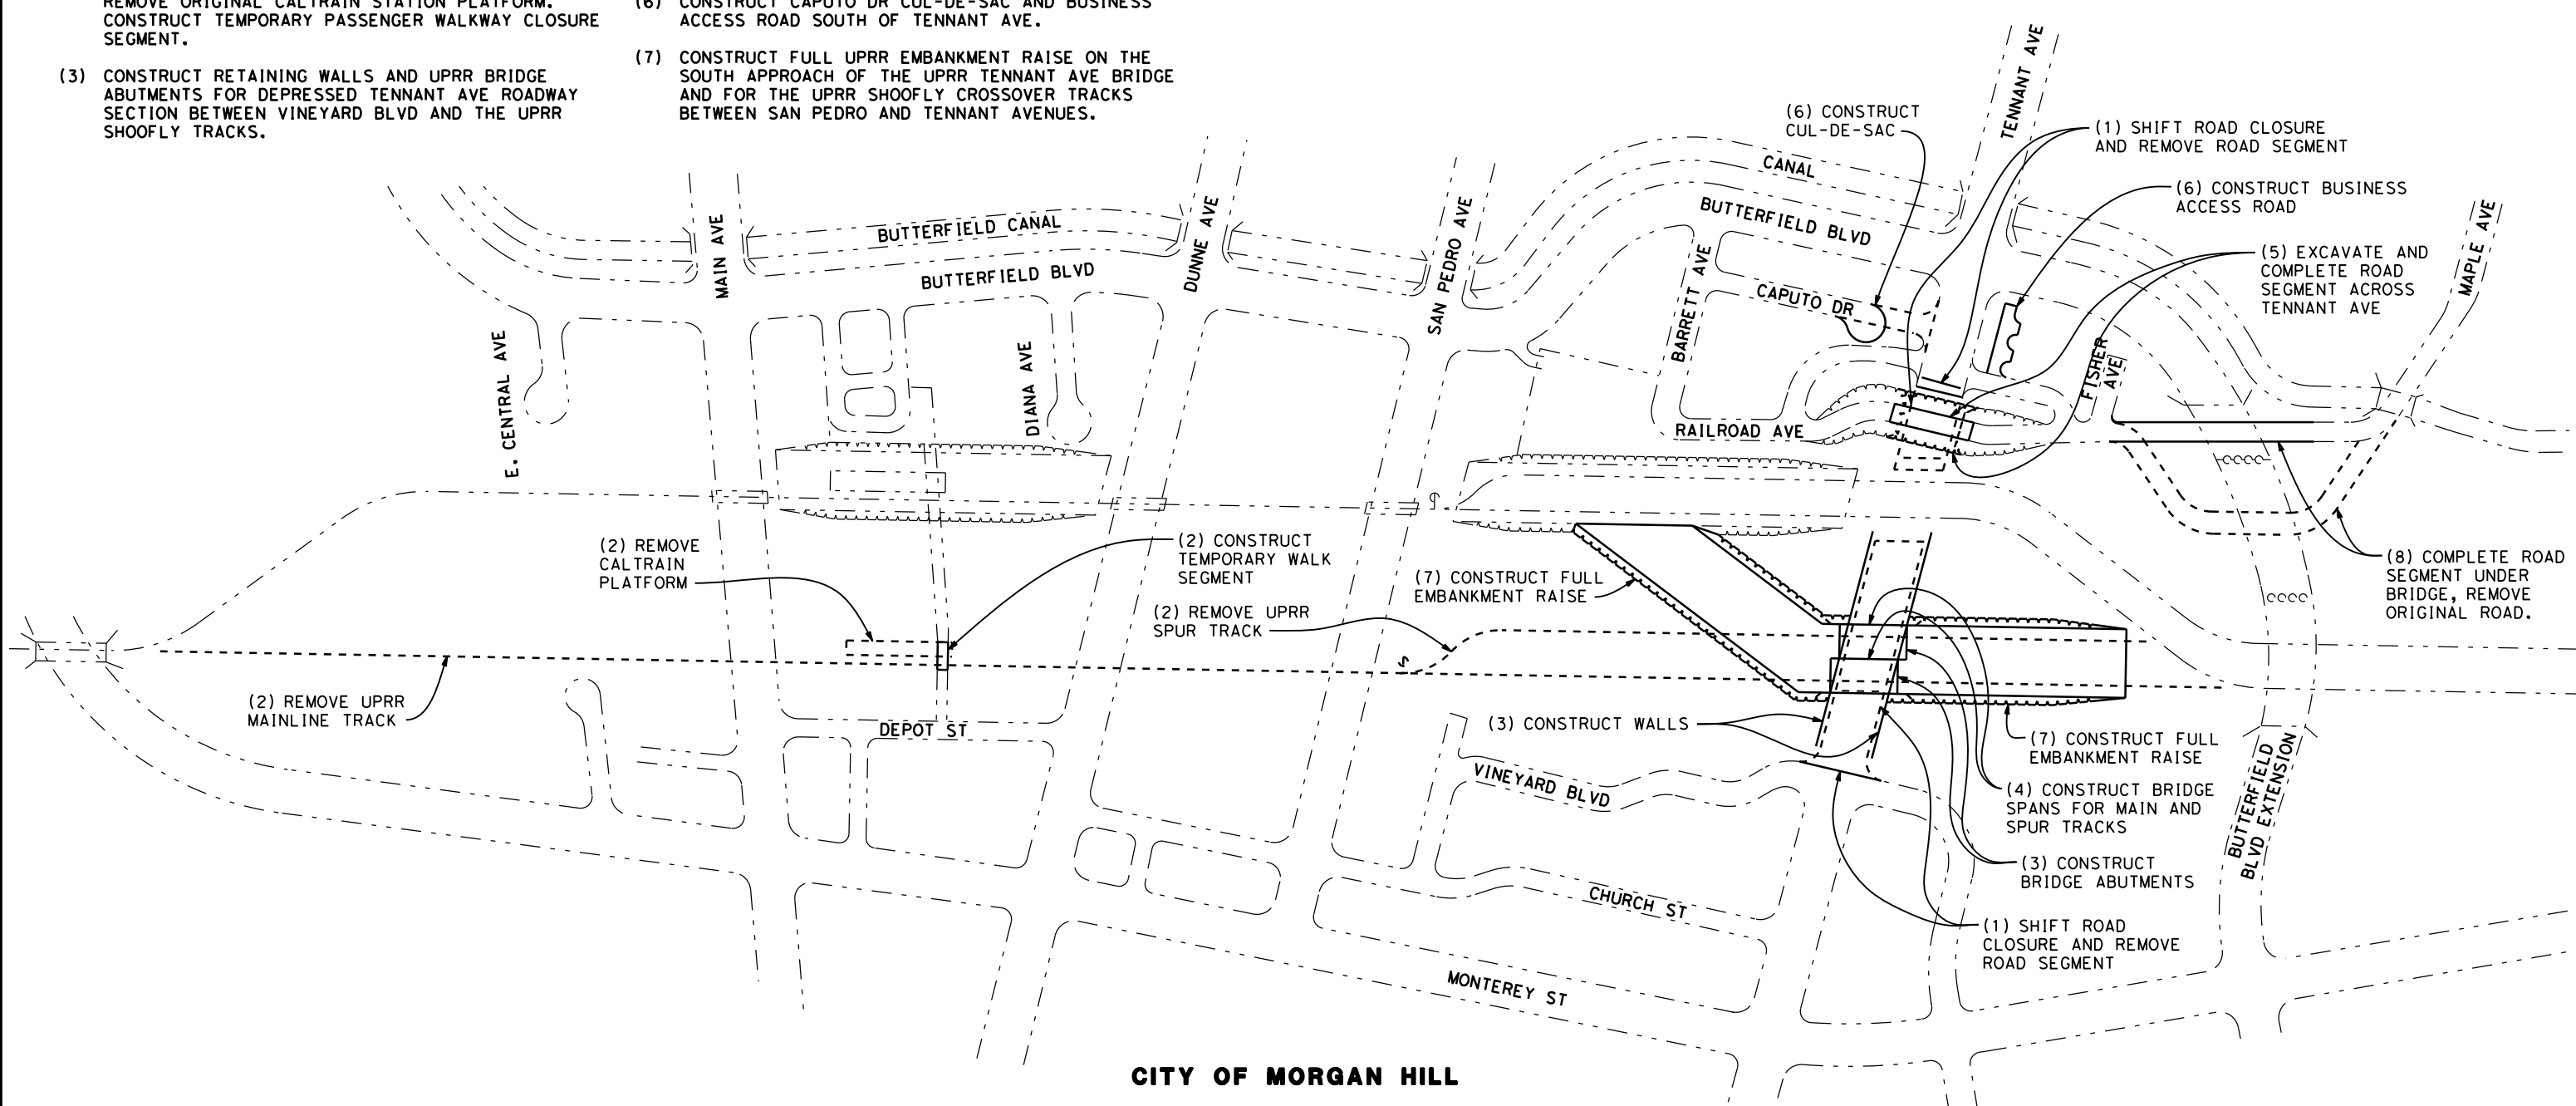 REMOVE ORIGINAL CALTRAIN STATION PLATFORM.
CONSTRUCT TEMPORARY PASSENGER WALKWAY CLOSURE
SEGMENT.
(3) CONSTRUCT RETAINING WALLS AND UPRR BRIDGE
ABUTMENTS FOR DEPRESSED TENNANT AVE ROADWAY
SECTION BETWEEN VINEYARD BLVD AND THE UPRR
SHOOFLY TRACKS.
(6) CONSTRUCT CAPUTO DR CUL-DE-SAC AND BUSINESS
ACCESS ROAD SOUTH OF TENNANT AVE.
(7) CONSTRUCT FULL UPRR EMBANKMENT RAISE ON THE
SOUTH APPROACH OF THE UPRR TENNANT AVE BRIDGE
AND FOR THE UPRR SHOOFLY CROSSOVER TRACKS
BETWEEN SAN PEDRO AND TENNANT AVENUES.
TENNANT AVE
(6) CONSTRUCT
CUL-DE-SAC
(1) SHIFT ROAD CLOSURE
AND REMOVE ROAD SEGMENT
CANAL
(6) CONSTRUCT BUSINESS
ACCESS ROAD
BUTTERFIELD BLVD
MAPLE AVE
(5) EXCAVATE AND
COMPLETE ROAD
SEGMENT ACROSS
TENNANT AVE
MAIN AVE
BUTTERFIELD CANAL
BUTTERFIELD BLVD
DUNNE AVE
SAN PEDRO AVE
BARRETT AVE
CAPUTO DR
FISHER
AVE
E. CENTRAL AVE
DIANA AVE
RAILROAD AVE
(2) REMOVE
CALTRAIN
PLATFORM
(2) CONSTRUCT
TEMPORARY WALK
SEGMENT
(7) CONSTRUCT FULL
EMBANKMENT RAISE
(2) REMOVE UPRR
SPUR TRACK
(8) COMPLETE ROAD
SEGMENT UNDER
BRIDGE, REMOVE
ORIGINAL ROAD.
(2) REMOVE UPRR
MAINLINE TRACK
DEPOT ST
(3) CONSTRUCT WALLS
VINEYARD BLVD
(7) CONSTRUCT FULL
EMBANKMENT RAISE
(4) CONSTRUCT BRIDGE
SPANS FOR MAIN AND
SPUR TRACKS
BUTTERFIELD
BLVD EXTENSION
(3) CONSTRUCT
BRIDGE ABUTMENTS
CHURCH ST
(1) SHIFT ROAD
CLOSURE AND REMOVE
ROAD SEGMENT
MONTEREY ST
CITY OF MORGAN HILL